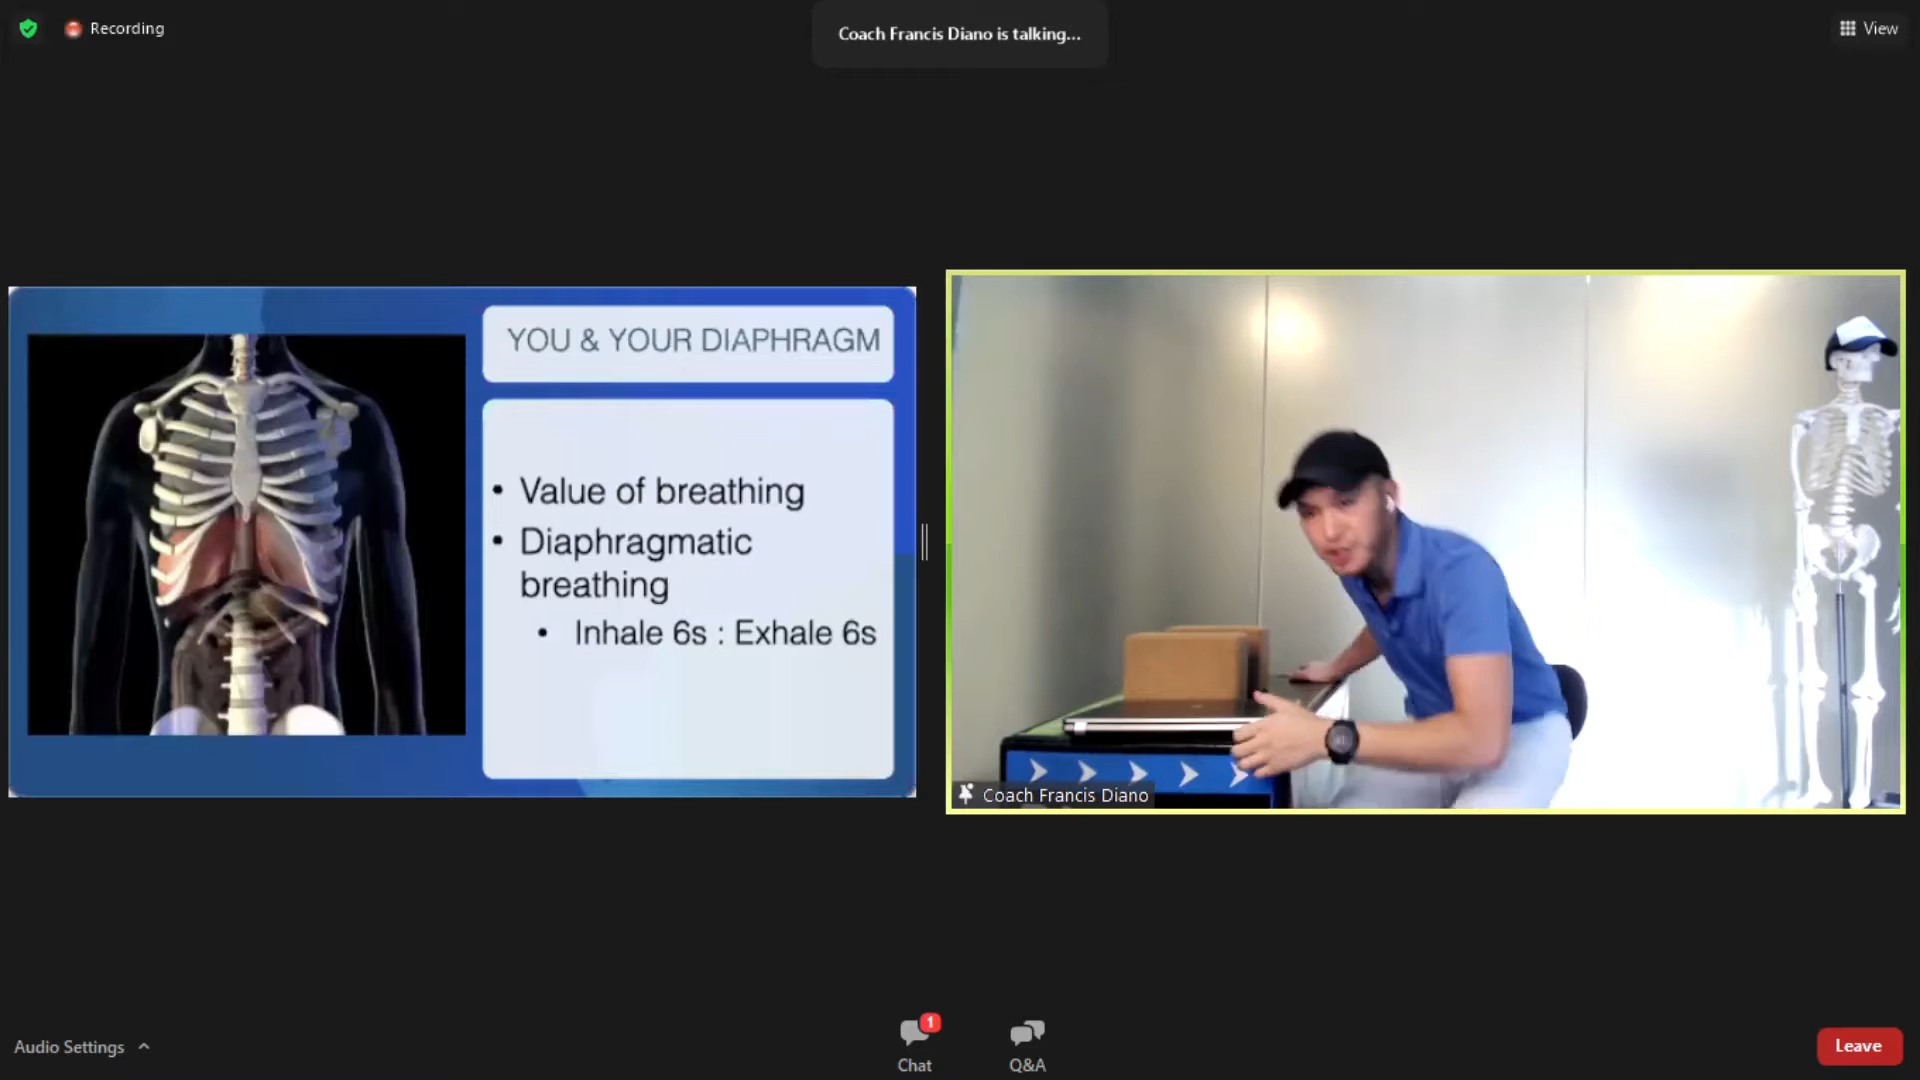 Recording
Coach Francis Diano is talking...
View
YOU & YOUR DIAPHRAGM
• Value of breathing
• Diaphragmatic
breathing
• Inhale 6s : Exhale 6s
Coach Francis Diano
Audio Settings
1
Chat
Q&A
Leave